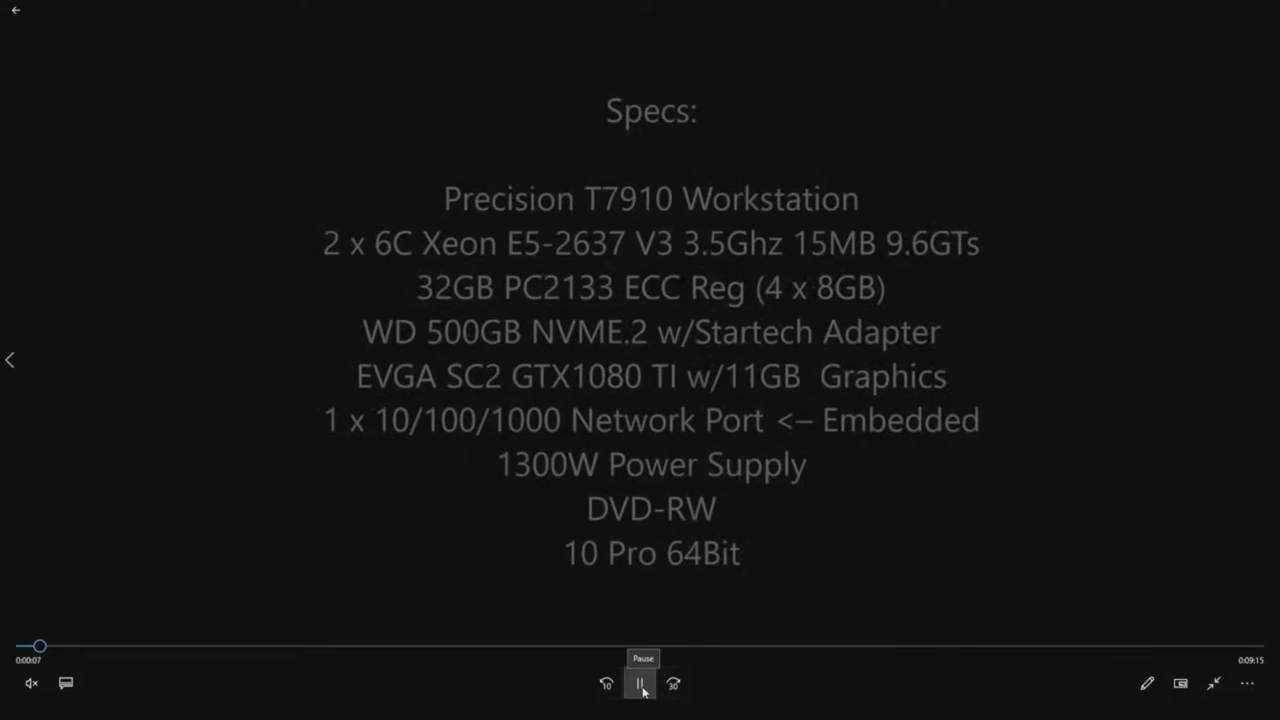 Specs:
Precision T7910 Workstation
2 x 6C Xeon E5-2637 V3 3.5Ghz 15MB 9.6GTs
32GB PC2133 ECC Reg (4 x 8GB)
WD 500GB NVME.2 w/Startech Adapter
EVGA SC2 GTX1080 TI w/11GB  Graphics
1 x 10/100/1000 Network Port <– Embedded
1300W Power Supply
DVD-RW
10 Pro 64Bit
Pause
0:00:07
0:09:15
10
30